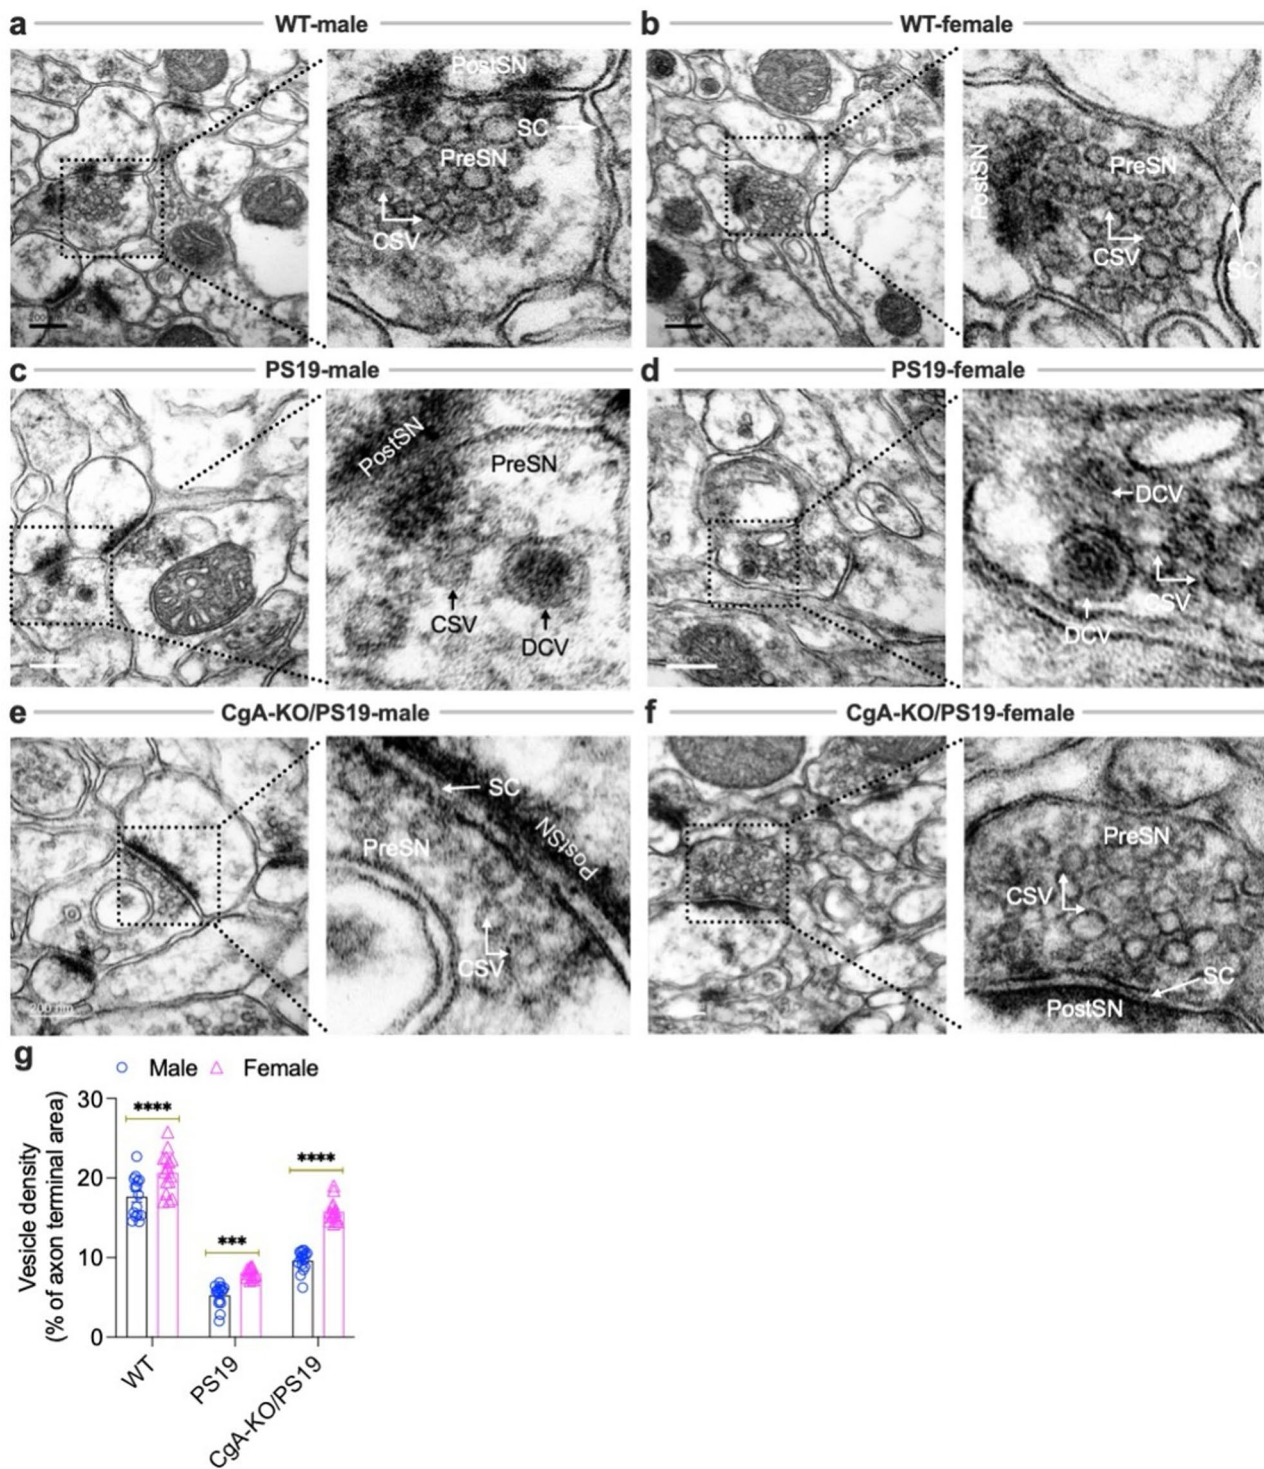 a WT-male
b WT-female
PostSN
SC
PreSN
CSV
PostSN
PreSN
CSV
SC
c PS19-male
d PS19-female
PostSN
PreSN
CSV
DCV
DCV
CSV
DCV
e CgA-KO/PS19-male
f CgA-KO/PS19-female
SC
PreSN
PostSN
CSV
200 nm
PreSN
CSV
SC
PostSN
g
Male Female
Vesicle density
(% of axon terminal area)
30
20
10
0
****
***
****
WT
PS19
CgA-KO/PS19